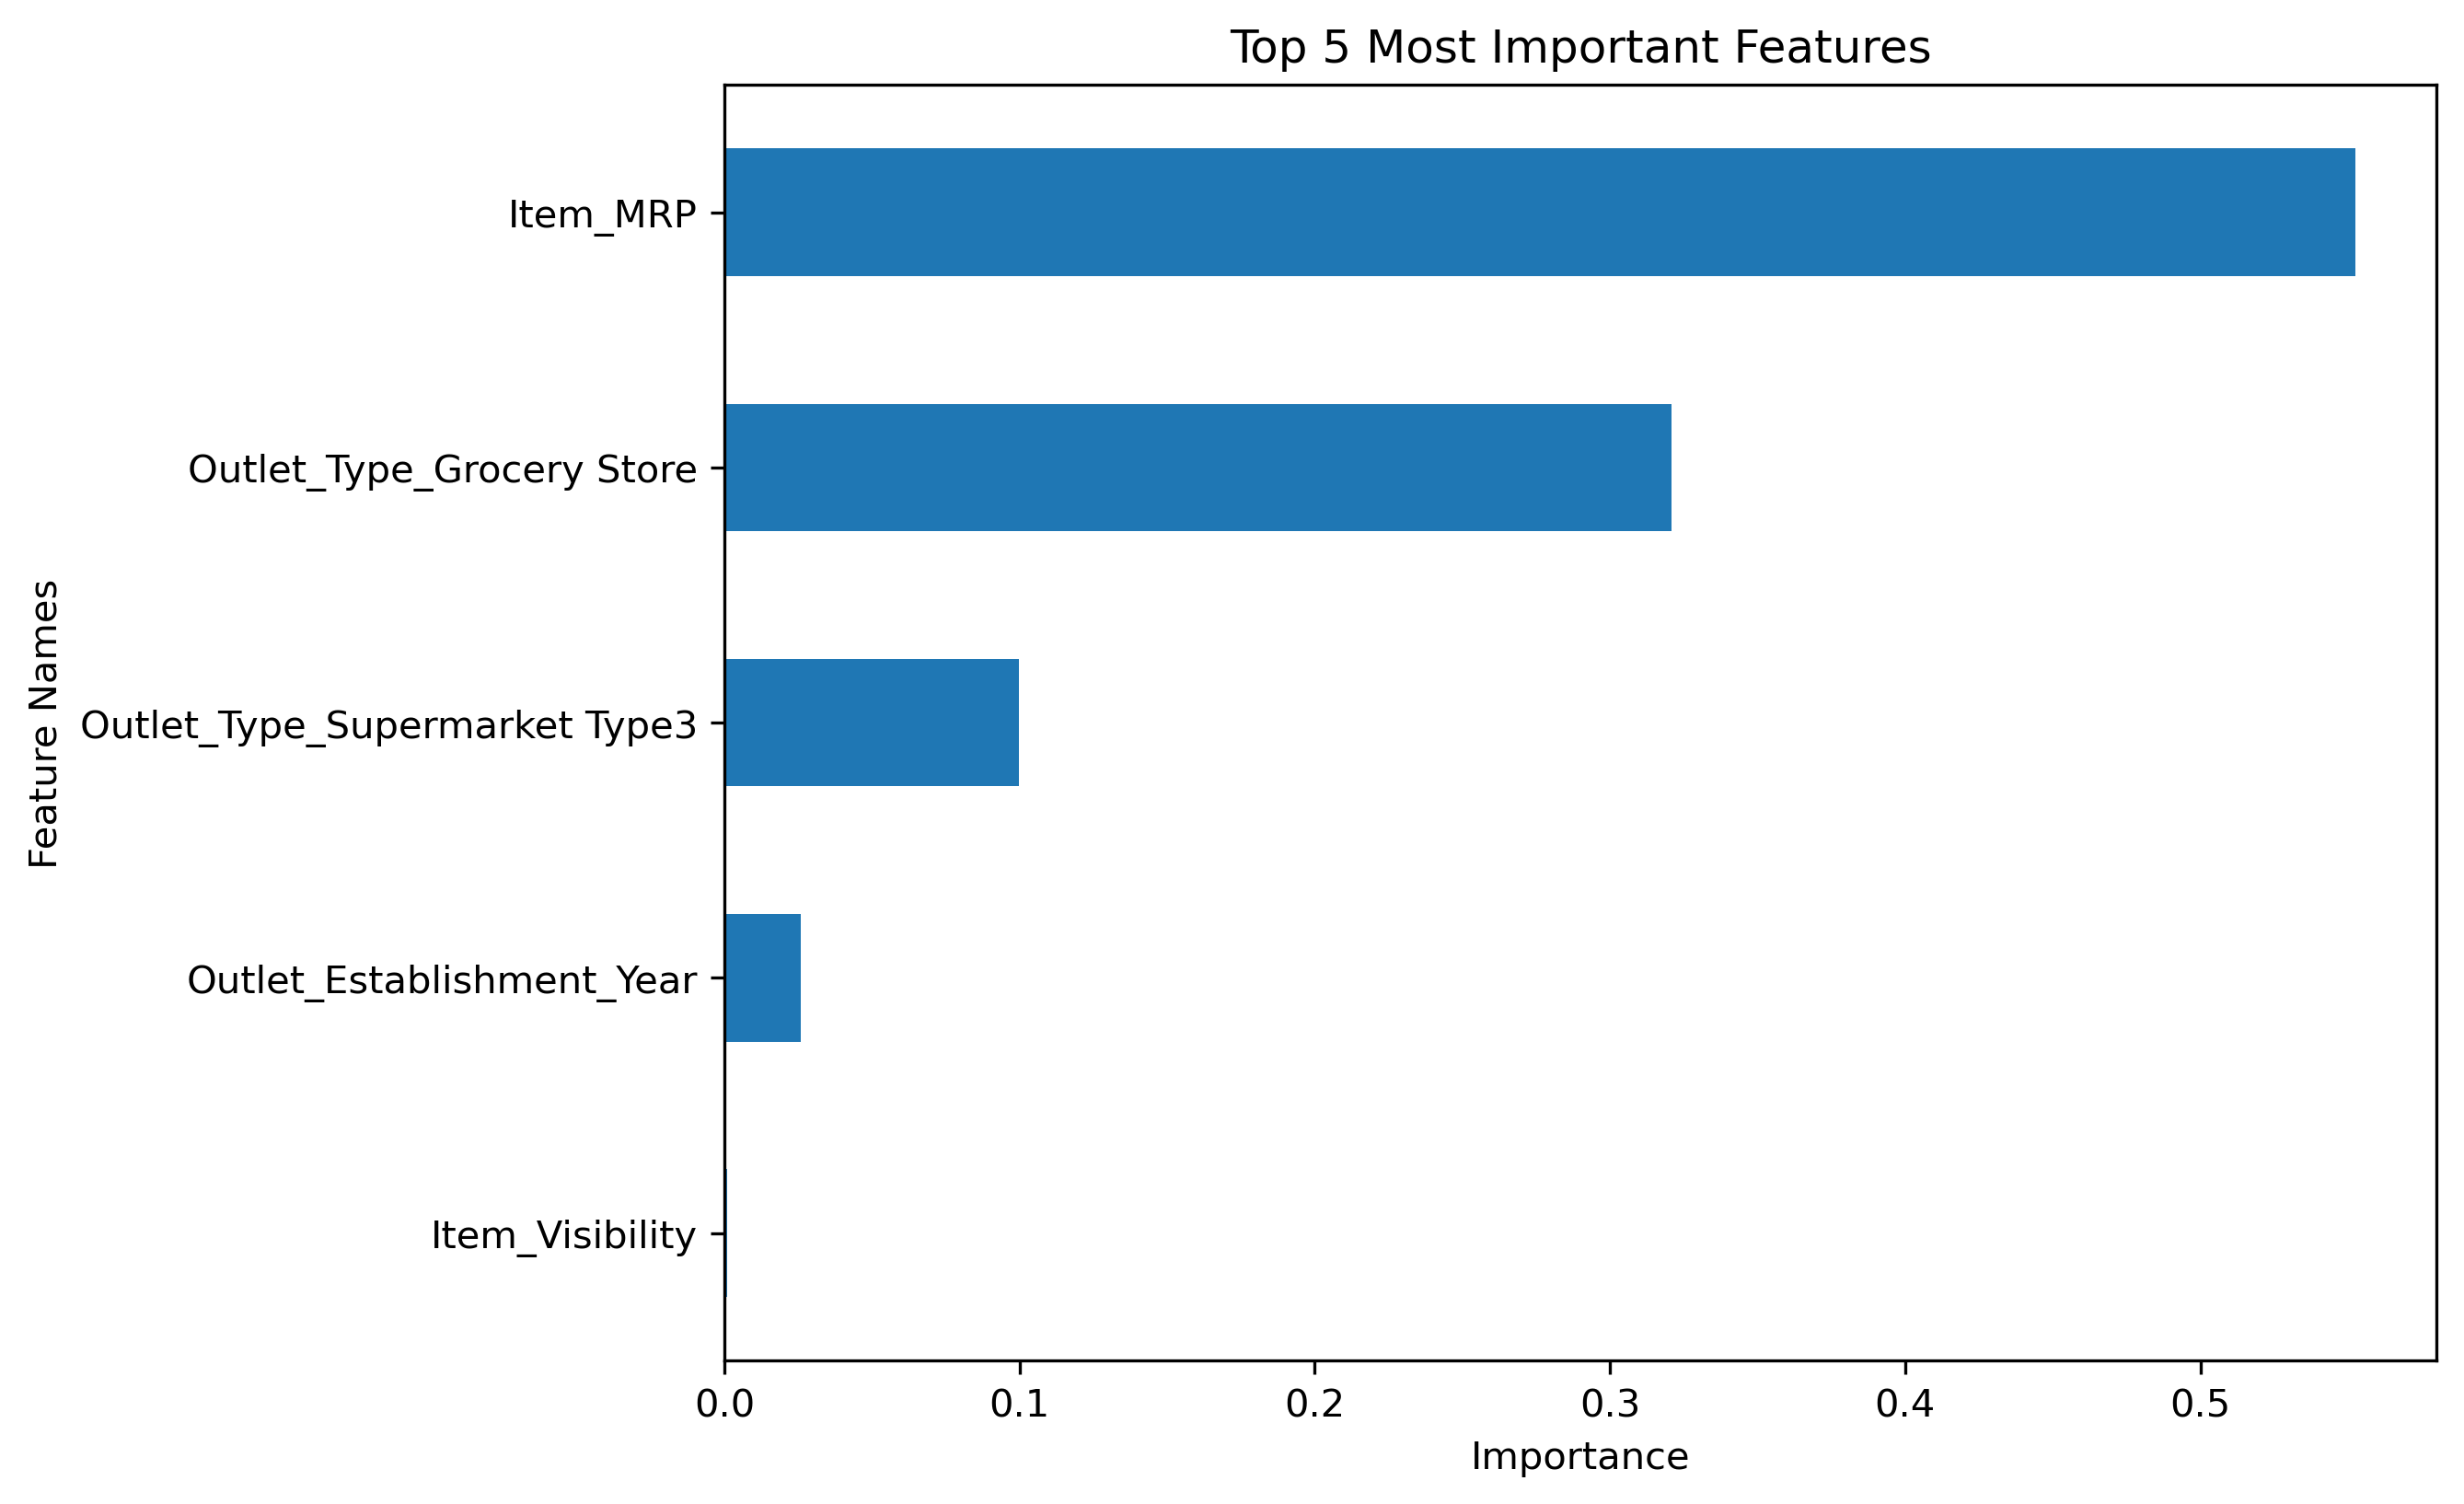 Top 5 Most Important Features
Feature Names
Item_MRP
Outlet_Type_Grocery Store
Outlet_Type_Supermarket Type3
Outlet_Establishment_Year
Item_Visibility
0.0 0.1 0.2 0.3 0.4 0.5
Importance